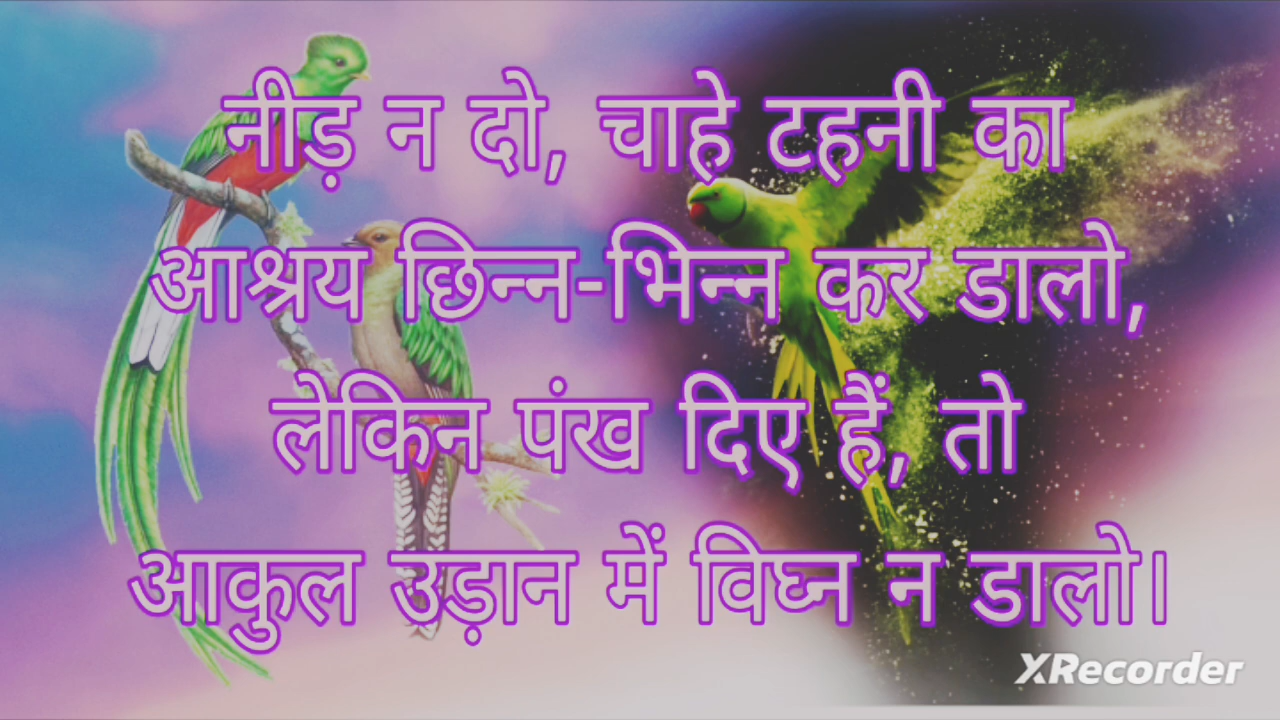 नीड़ न दो, चाहे टहनी का
आश्रय छिन्न-भिन्न कर डालो,
लेकिन पंख दिए हैं, तो
आकुल उड़ान में विघ्न न डालो।
XRecorder